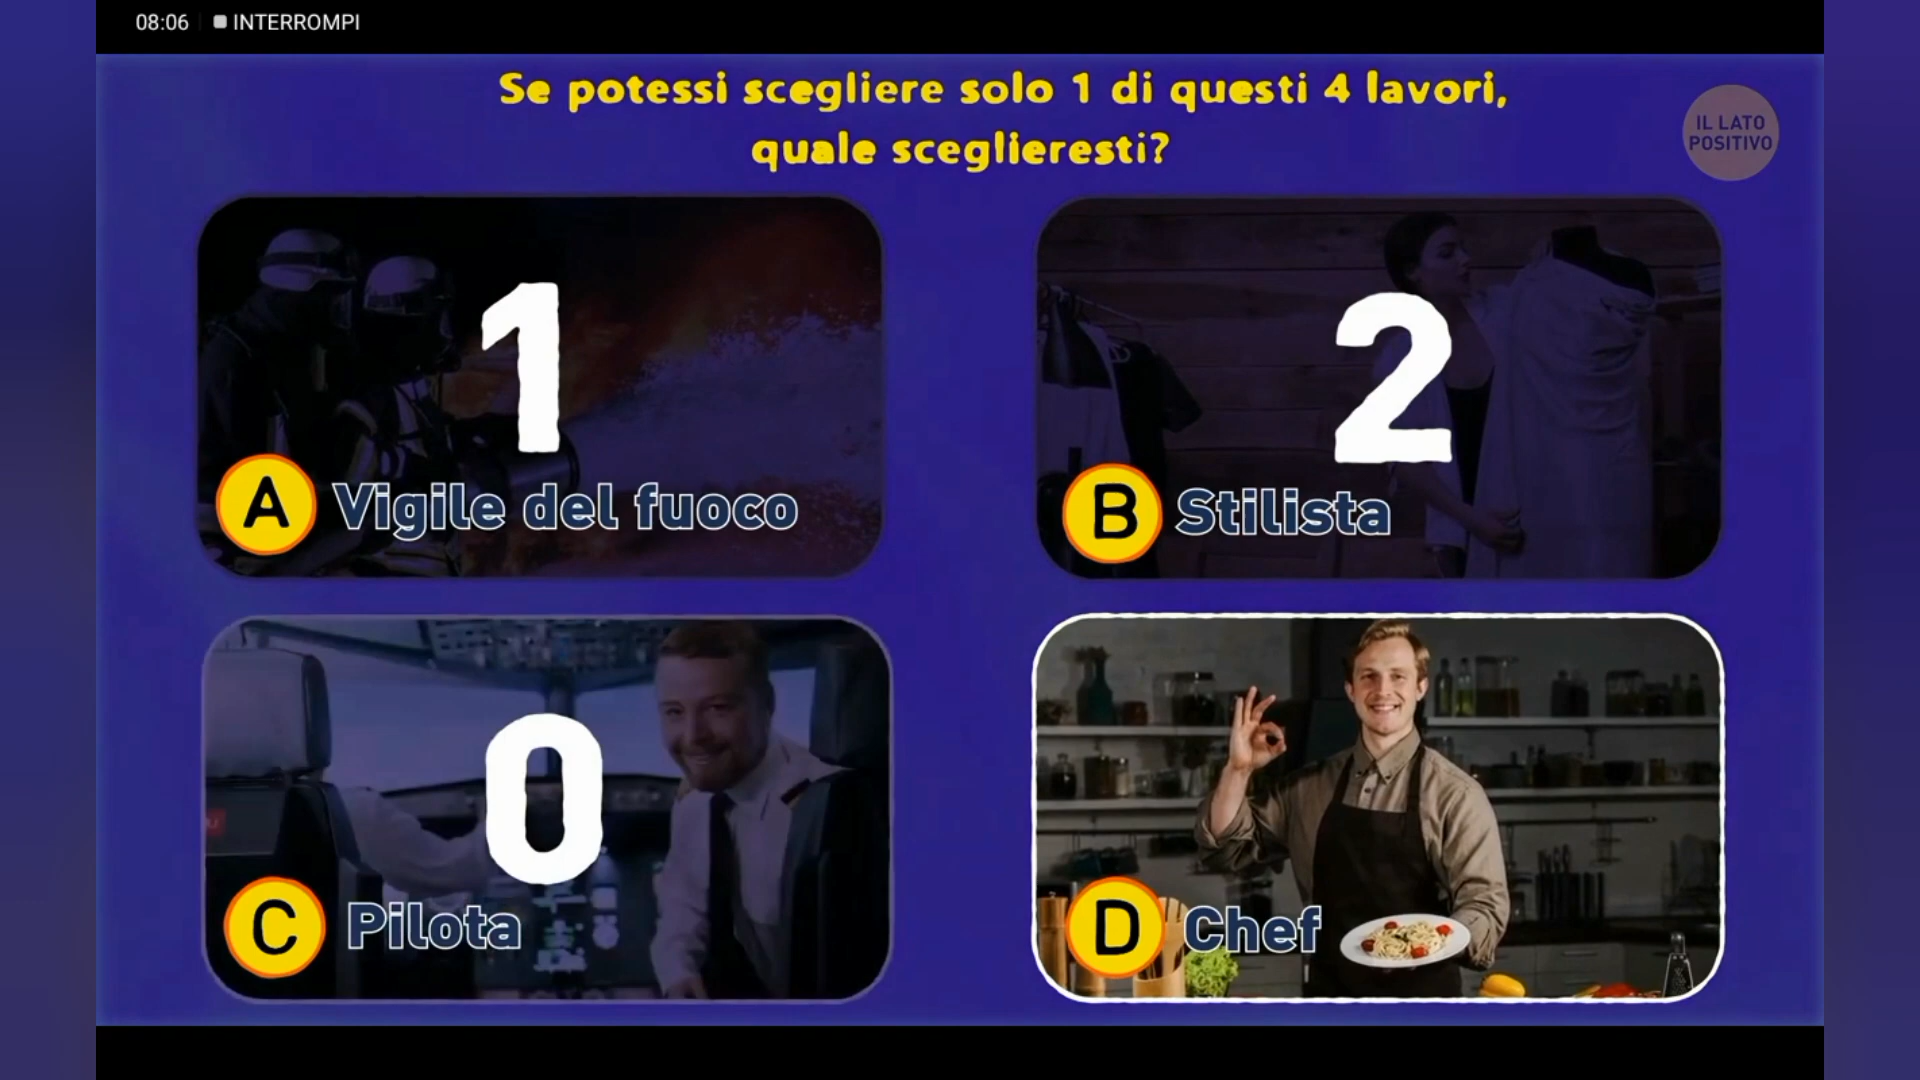 08:06 INTERROMPI
Se potessi scegliere solo 1 di questi 4 lavori,
quale sceglieresti?
IL LATO
POSITIVO
1
A Vigile del fuoco
2
B Stilista
0
C Pilota
D Chef